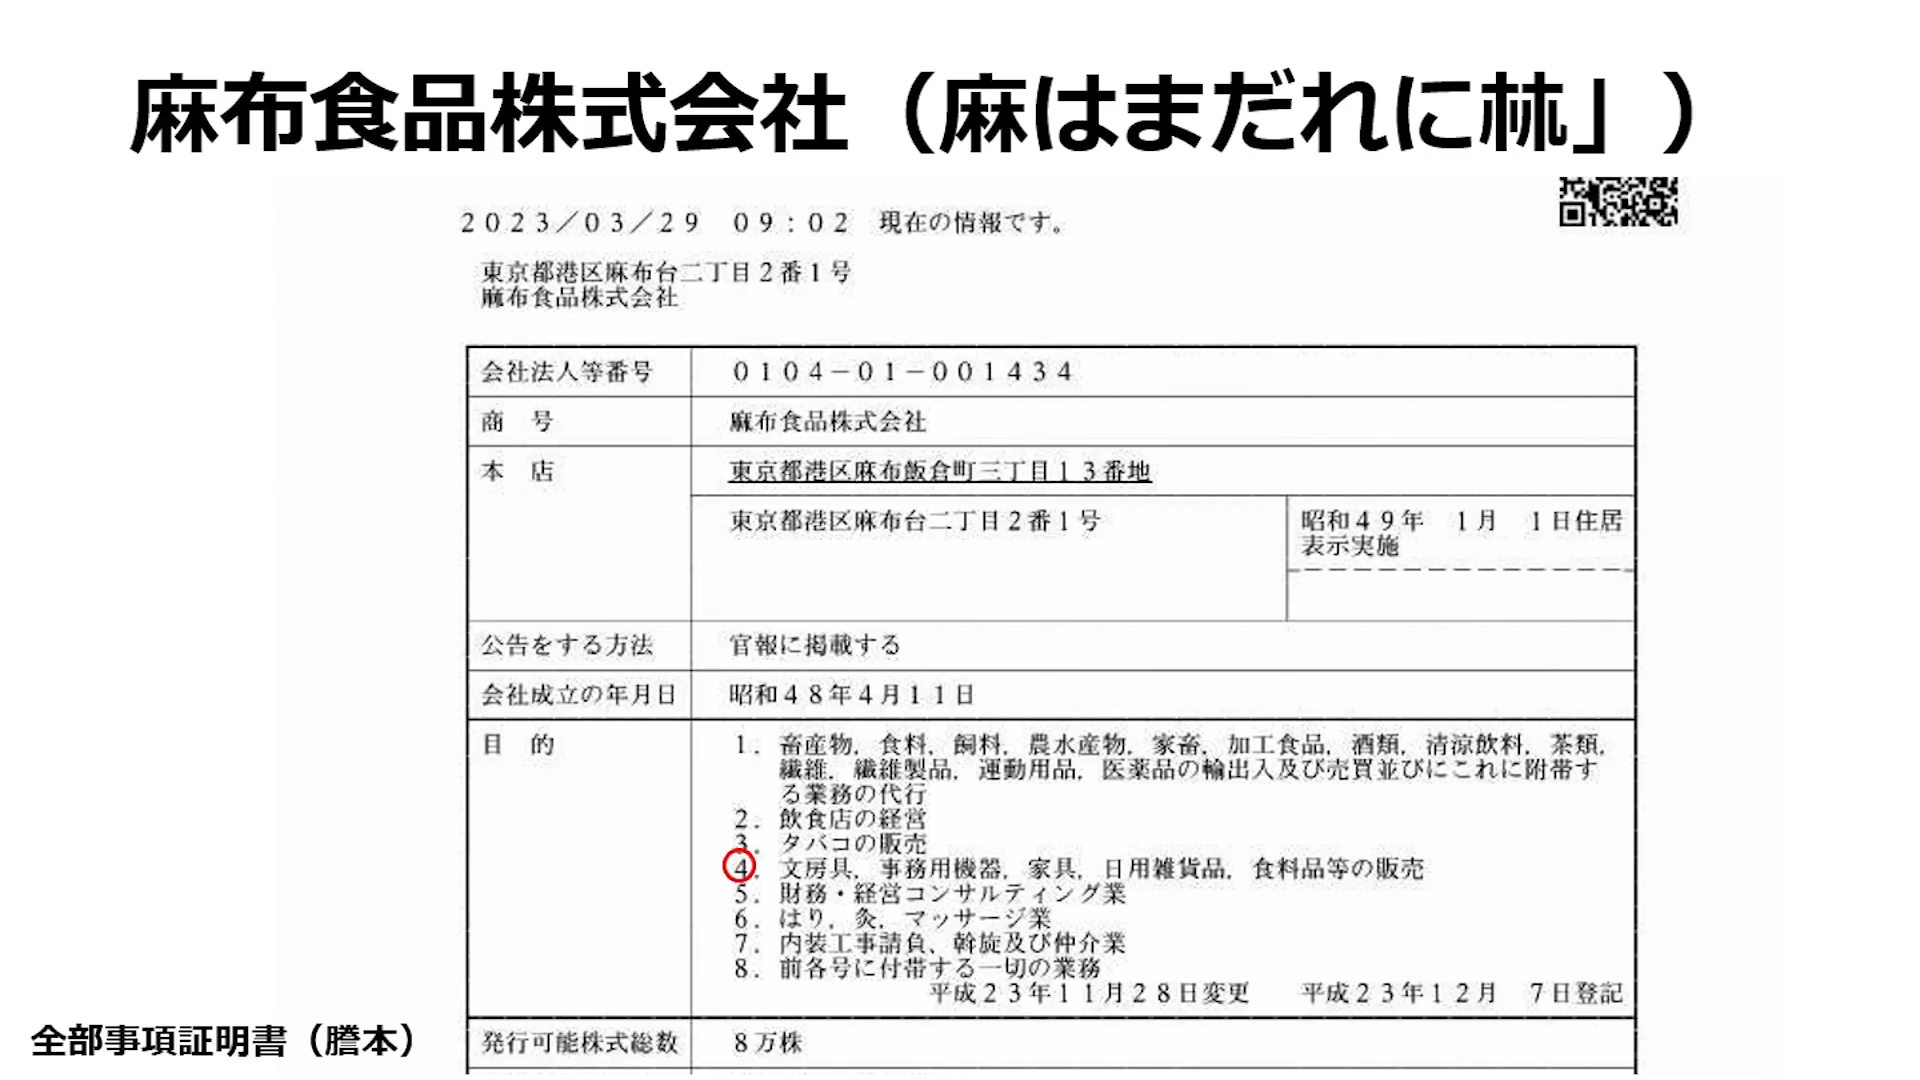 麻布食品株式会社（麻はまだれに𣏟」）
２０２３／０３／２９　０９：０２　現在の情報です。
東京都港区麻布台二丁目２番１号
麻布食品株式会社
会社法人等番号　０１０４－０１－００１４３４
商　号　麻布食品株式会社
本　店　東京都港区麻布飯倉町三丁目１３番地
東京都港区麻布台二丁目２番１号　昭和４９年　１月　１日住居
表示実施
公告をする方法　官報に掲載する
会社成立の年月日　昭和４８年４月１１日
目　的　１．畜産物，食料，飼料，農水産物，家畜，加工食品，酒類，清涼飲料，茶類，
繊維，繊維製品，運動用品，医薬品の輸出入及び売買並びにこれに附帯す
る業務の代行
２．飲食店の経営
３．タバコの販売
４．文房具，事務用機器，家具，日用雑貨品，食料品等の販売
５．財務・経営コンサルティング業
６．はり，灸，マッサージ業
７．内装工事請負、斡旋及び仲介業
８．前各号に付帯する一切の業務
平成２３年１１月２８日変更　平成２３年１２月　７日登記
発行可能株式総数　８万株
全部事項証明書（謄本）